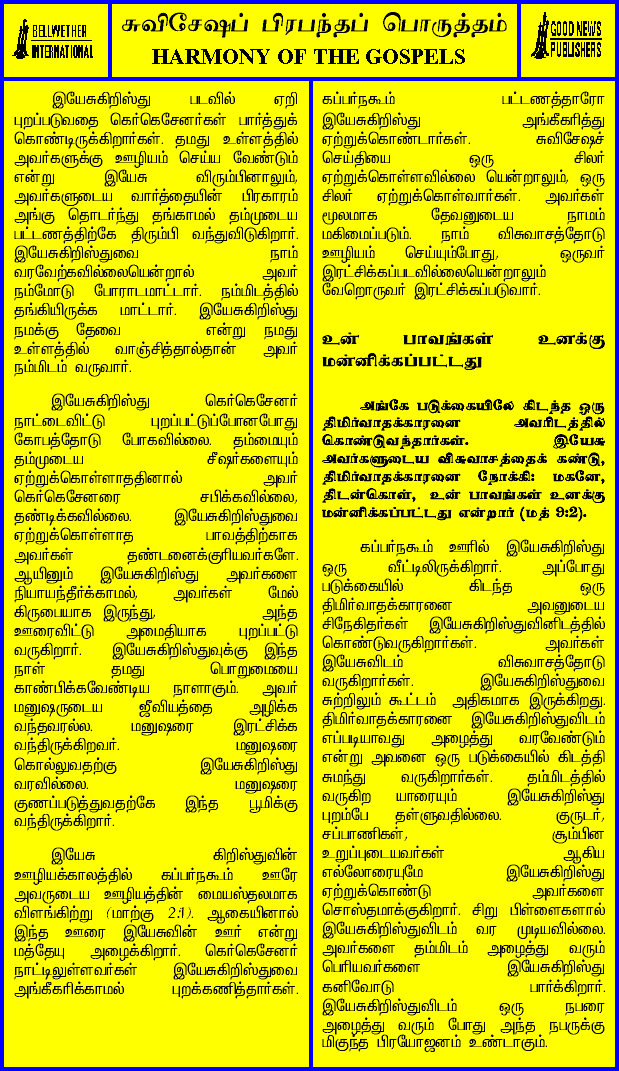 BELLWETHER
INTERNATIONAL
சுவிசேஷப் பிரபந்தப் பொருத்தம்
HARMONY OF THE GOSPELS
GOOD NEWS
PUBLISHERS
இயேசுகிறிஸ்து படவில் ஏறி
புறப்படுவதை கெர்கெசேனர்கள் பார்த்துக்
கொண்டிருக்கிறார்கள். தமது உள்ளத்தில்
அவர்களுக்கு ஊழியம் செய்ய வேண்டும்
என்று இயேசு விரும்பினாலும்,
அவர்களுடைய வார்த்தையின் பிரகாரம்
அங்கு தொடர்ந்து தங்காமல் தம்முடைய
பட்டணத்திற்கே திரும்பி வந்துவிடுகிறார்.
இயேசுகிறிஸ்துவை நாம்
வரவேற்கவில்லையென்றால் அவர்
நம்மோடு போராடமாட்டார். நம்மிடத்தில்
தங்கியிருக்க மாட்டார். இயேசுகிறிஸ்து
நமக்கு தேவை என்று நமது
உள்ளத்தில் வாஞ்சித்தால்தான் அவர்
நம்மிடம் வருவார்.
இயேசுகிறிஸ்து கெர்கெசேனர்
நாட்டைவிட்டு புறப்பட்டுப்போனபோது
கோபத்தோடு போகவில்லை. தம்மையும்
தம்முடைய சீஷர்களையும்
ஏற்றுக்கொள்ளாததினால் அவர்
கெர்கெசேனரை சபிக்கவில்லை,
தண்டிக்கவில்லை. இயேசுகிறிஸ்துவை
ஏற்றுக்கொள்ளாத பாவத்திற்காக
அவர்கள் தண்டனைக்குரியவர்களே.
ஆயினும் இயேசுகிறிஸ்து அவர்களை
நியாயந்தீர்க்காமல், அவர்கள் மேல்
கிருபையாக இருந்து, அந்த
ஊரைவிட்டு அமைதியாக புறப்பட்டு
வருகிறார். இயேசுகிறிஸ்துவுக்கு இந்த
நாள் தமது பொறுமையை
காண்பிக்கவேண்டிய நாளாகும். அவர்
மனுஷருடைய ஜீவியத்தை அழிக்க
வந்தவரல்ல. மனுஷரை இரட்சிக்க
வந்திருக்கிறவர். மனுஷரை
கொல்லுவதற்கு இயேசுகிறிஸ்து
வரவில்லை. மனுஷரை
குணப்படுத்துவதற்கே இந்த பூமிக்கு
வந்திருக்கிறார்.
இயேசு கிறிஸ்துவின்
ஊழியக்காலத்தில் கப்பர்நகூம் ஊரே
அவருடைய ஊழியத்தின் மையஸ்தலமாக
விளங்கிற்று (மாற்கு 2:1). ஆகையினால்
இந்த ஊரை இயேசுவின் ஊர் என்று
மத்தேயு அழைக்கிறார். கெர்கெசேனர்
நாட்டிலுள்ளவர்கள் இயேசுகிறிஸ்துவை
அங்கீகரிக்காமல் புறக்கணித்தார்கள்.
கப்பர்நகூம் பட்டணத்தாரோ
இயேசுகிறிஸ்து அங்கீகரித்து
ஏற்றுக்கொண்டார்கள். சுவிசேஷச்
செய்தியை ஒரு சிலர்
ஏற்றுக்கொள்ளவில்லை யென்றாலும், ஒரு
சிலர் ஏற்றுக்கொள்வார்கள். அவர்கள்
மூலமாக தேவனுடைய நாமம்
மகிமைப்படும். நாம் விசுவாசத்தோடு
ஊழியம் செய்யும்போது, ஒருவர்
இரட்சிக்கப்படவில்லையென்றாலும்
வேறொருவர் இரட்சிக்கப்படுவார்.
உன் பாவங்கள் உனக்கு
மன்னிக்கப்பட்டது
அங்கே படுக்கையிலே கிடந்த ஒரு
திமிர்வாதக்காரனை அவரிடத்தில்
கொண்டுவந்தார்கள். இயேசு
அவர்களுடைய விசுவாசத்தைக் கண்டு,
திமிர்வாதக்காரனை நோக்கி: மகனே,
திடன்கொள், உன் பாவங்கள் உனக்கு
மன்னிக்கப்பட்டது என்றார் (மத் 9:2).
கப்பர்நகூம் ஊரில் இயேசுகிறிஸ்து
ஒரு வீட்டிலிருக்கிறார். அப்போது
படுக்கையில் கிடந்த ஒரு
திமிர்வாதக்காரனை அவனுடைய
சிநேகிதர்கள் இயேசுகிறிஸ்துவினிடத்தில்
கொண்டுவருகிறார்கள். அவர்கள்
இயேசுவிடம் விசுவாசத்தோடு
வருகிறார்கள். இயேசுகிறிஸ்துவை
சுற்றிலும் கூட்டம் அதிகமாக இருக்கிறது.
திமிர்வாதக்காரனை இயேசுகிறிஸ்துவிடம்
எப்படியாவது அழைத்து வரவேண்டும்
என்று அவனை ஒரு படுக்கையில் கிடத்தி
சுமந்து வருகிறார்கள். தம்மிடத்தில்
வருகிற யாரையும் இயேசுகிறிஸ்து
புறம்பே தள்ளுவதில்லை. குருடர்,
சப்பாணிகள், சூம்பின
உறுப்புடையவர்கள் ஆகிய
எல்லோரையுமே இயேசுகிறிஸ்து
ஏற்றுக்கொண்டு அவர்களை
சொஸ்தமாக்குகிறார். சிறு பிள்ளைகளால்
இயேசுகிறிஸ்துவிடம் வர முடியவில்லை.
அவர்களை தம்மிடம் அழைத்து வரும்
பெரியவர்களை இயேசுகிறிஸ்து
கனிவோடு பார்க்கிறார்.
இயேசுகிறிஸ்துவிடம் ஒரு நபரை
அழைத்து வரும் போது அந்த நபருக்கு
மிகுந்த பிரயோஜனம் உண்டாகும்.